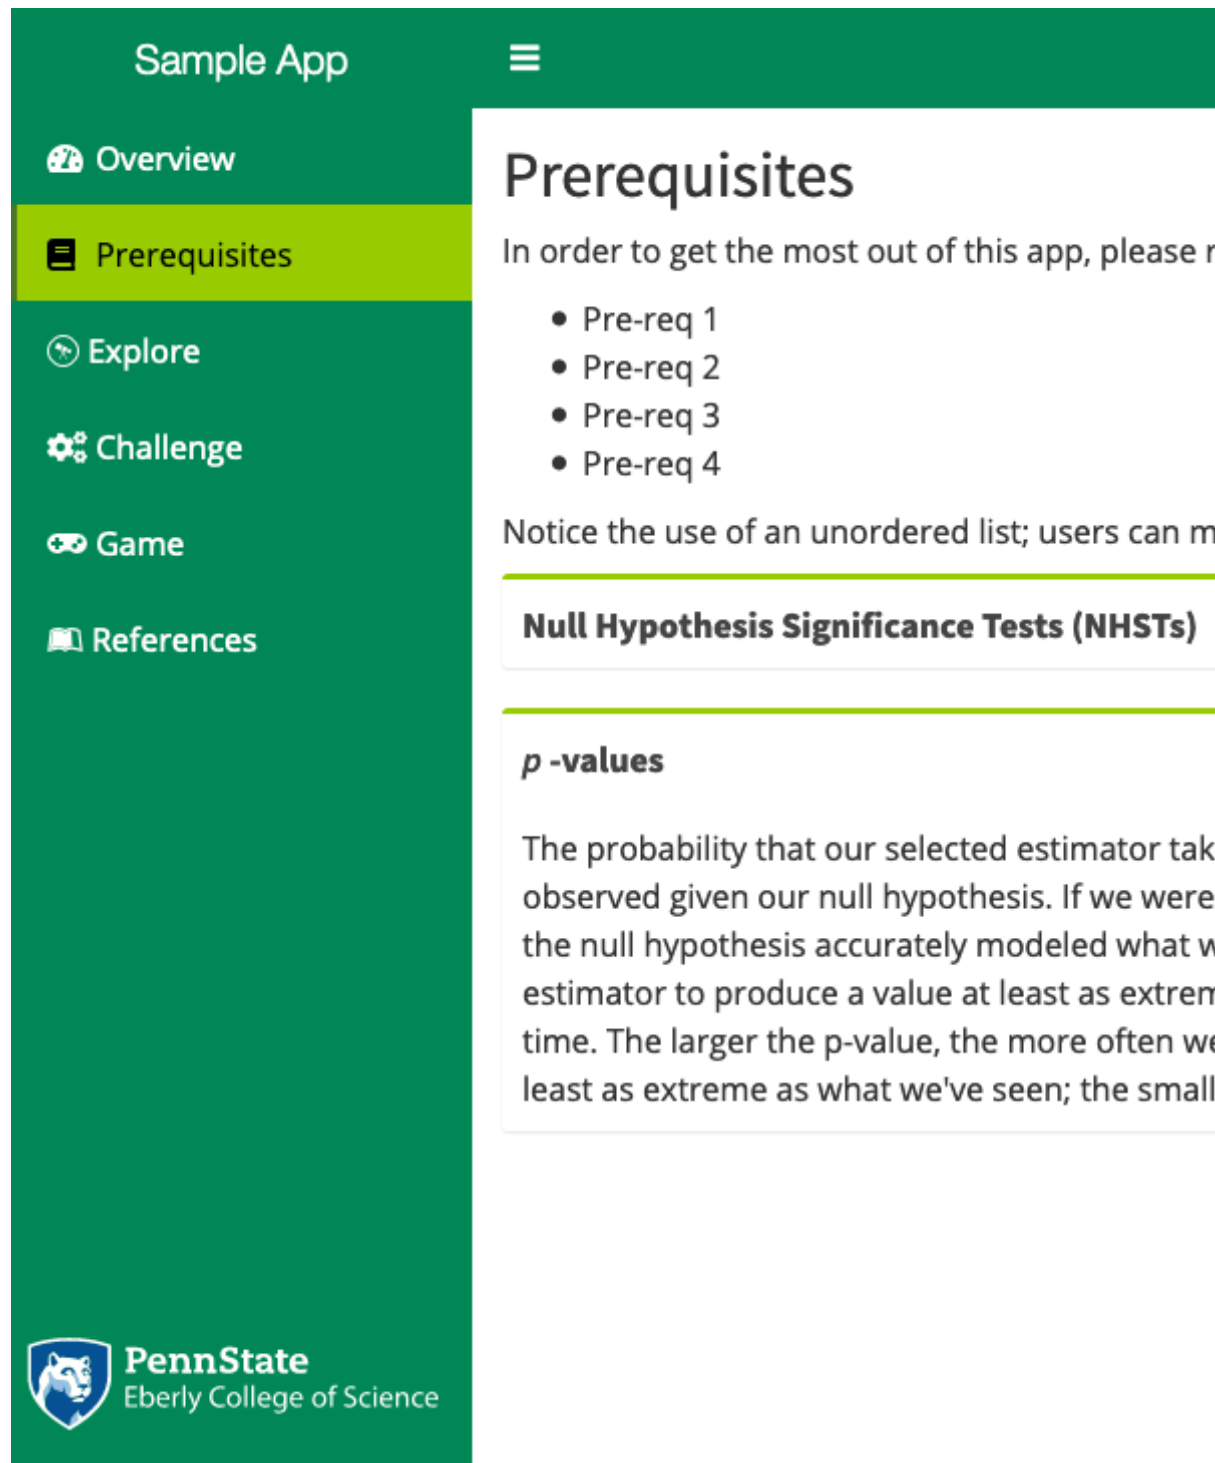 Sample App
Overview
Prerequisites
Explore
Challenge
Game
References
PennState
Eberly College of Science
Prerequisites
In order to get the most out of this app, please
Pre-req 1
Pre-req 2
Pre-req 3
Pre-req 4
Notice the use of an unordered list; users can
Null Hypothesis Significance Tests (NHSTs)
p -values
The probability that our selected estimator
observed given our null hypothesis. If we were
the null hypothesis accurately modeled what
estimator to produce a value at least as
time. The larger the p-value, the more often
least as extreme as what we've seen; the